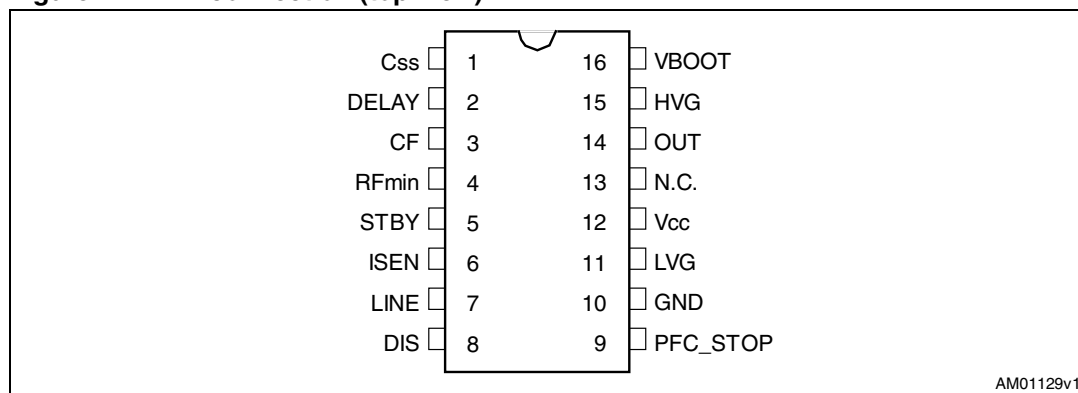 Css 1 16 VBOOT
DELAY 2 15 HVG
CF 3 14 OUT
RFmin 4 13 N.C.
STBY 5 12 Vcc
ISEN 6 11 LVG
LINE 7 10 GND
DIS 8 9 PFC_STOP
AM01129v1